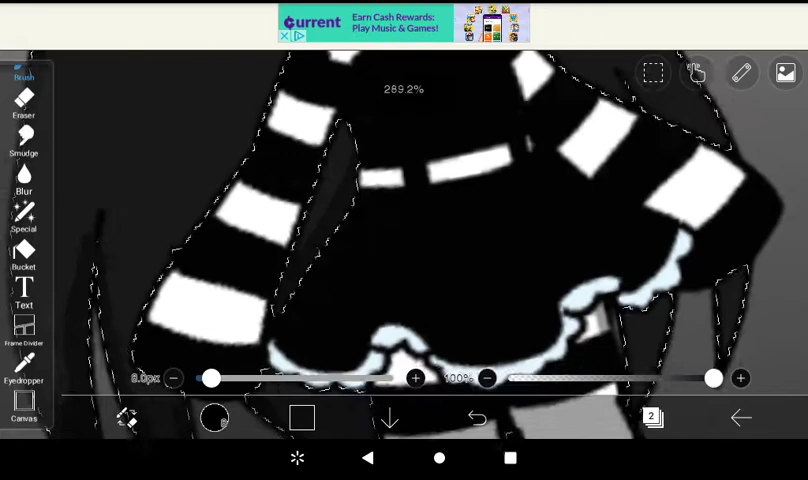 Current
Earn Cash Rewards:
Play Music & Games!
289.2%
Brush
Eraser
Smudge
Blur
Special
Bucket
Text
Frame Divider
Eyedropper
Canvas
8.0px
100%
2